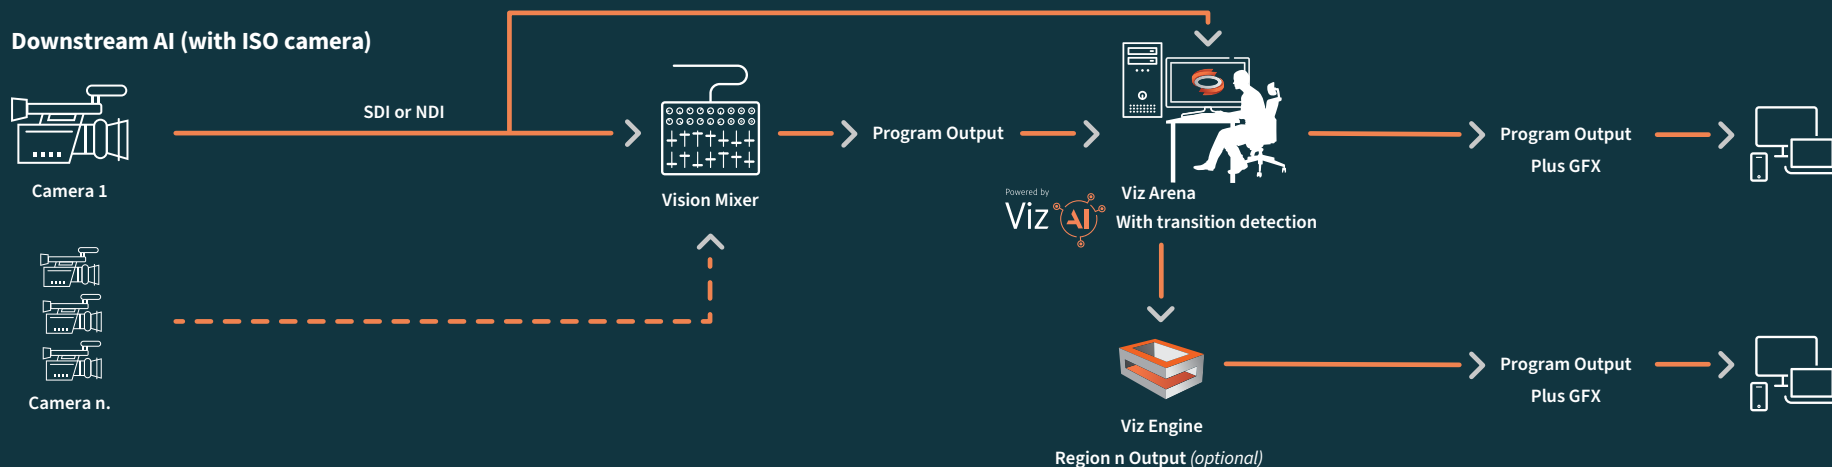 Downstream AI (with ISO camera)
SDI or NDI
Camera 1
Vision Mixer
Program Output
Powered by
Viz AI
Viz Arena
With transition detection
Program Output
Plus GFX
Camera n.
Viz Engine
Region n Output (optional)
Program Output
Plus GFX